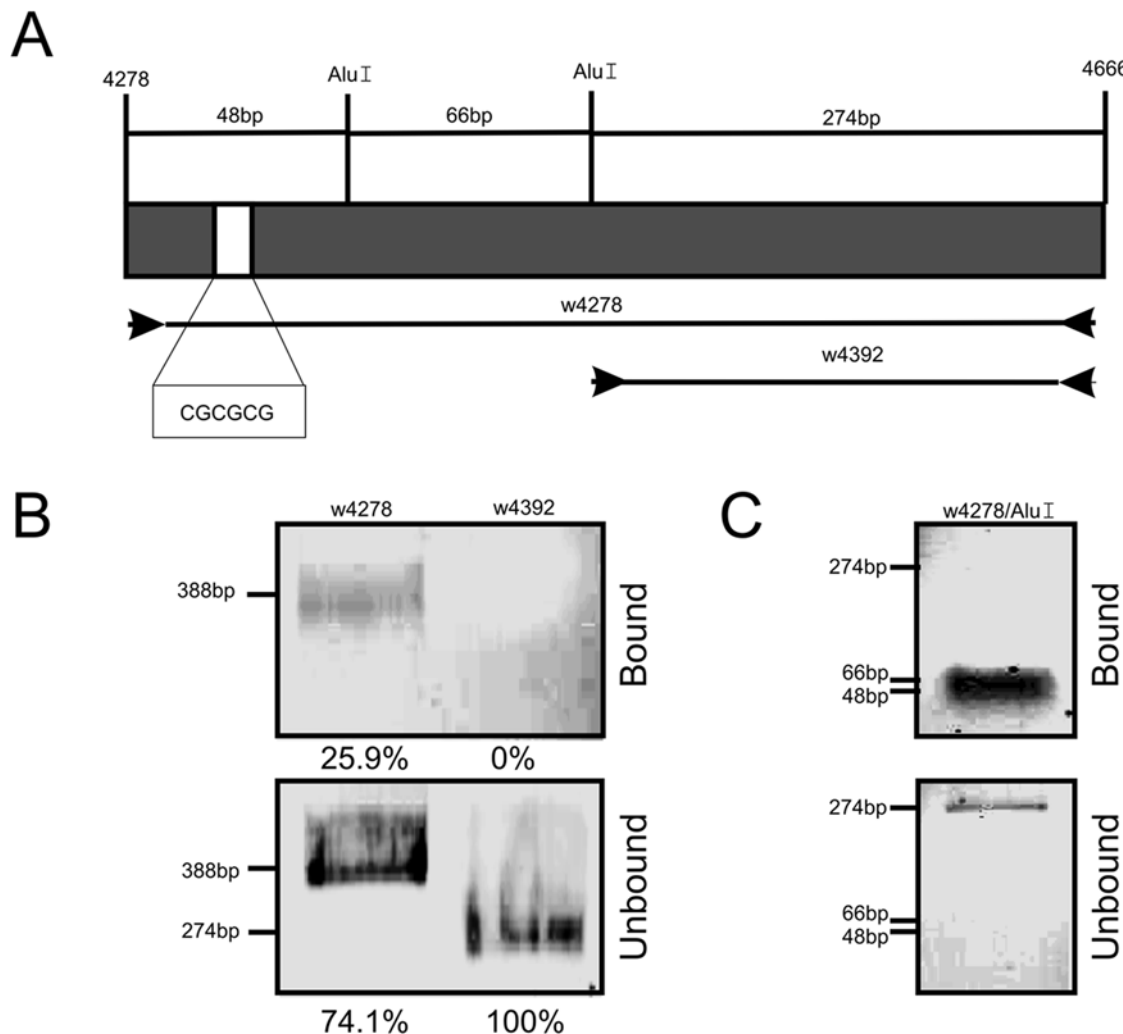 A
4278
AluI
AluI
4666
48bp
66bp
274bp
w4278
w4392
CGCGCG
B
w4278
w4392
388bp
Bound
25.9%
0%
388bp
274bp
Unbound
74.1%
100%
C
w4278/AluI
274bp
66bp
48bp
Bound
274bp
66bp
48bp
Unbound